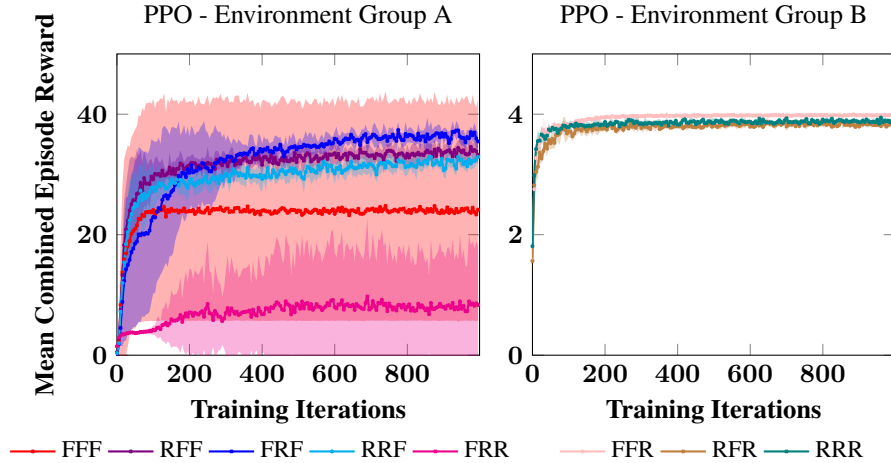 PPO - Environment Group A
PPO - Environment Group B
Mean Combined Episode Reward
40
20
0
0 200 400 600 800
Training Iterations
4
2
0
0 200 400 600 800
Training Iterations
FFF RFF FRF RRF FRR
FFR RFR RRR